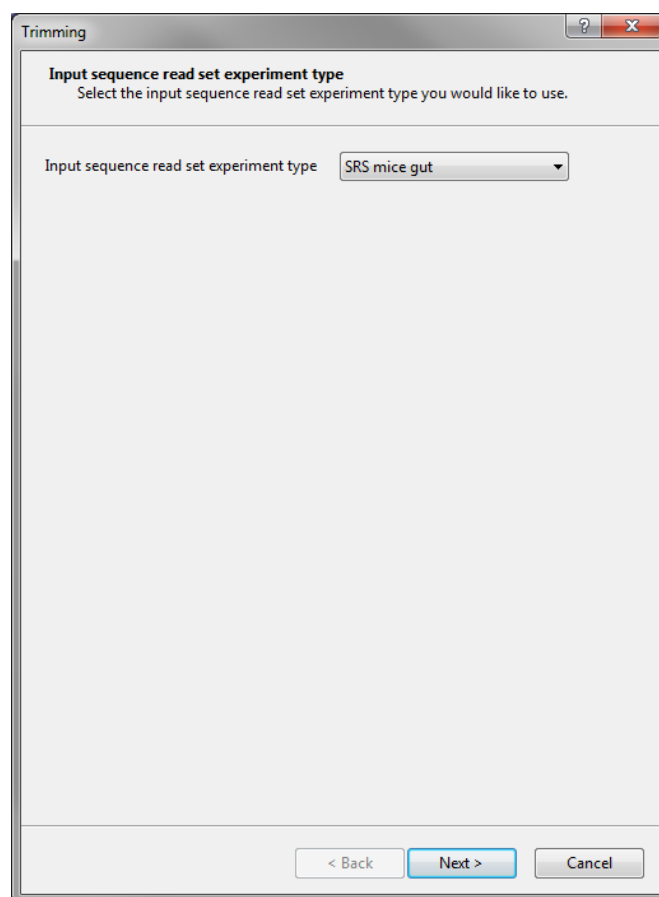 Trimming
?
X
Input sequence read set experiment type
Select the input sequence read set experiment type you would like to use.
Input sequence read set experiment type SRS mice gut
< Back Next > Cancel